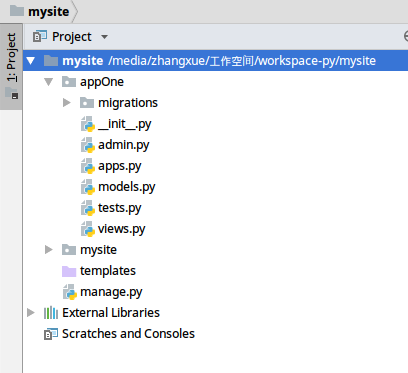 mysite
1: Project
Project
mysite /media/zhangxue/工作空间/workspace-py/mysite
appOne
migrations
__init__.py
admin.py
apps.py
models.py
tests.py
views.py
mysite
templates
manage.py
External Libraries
Scratches and Consoles